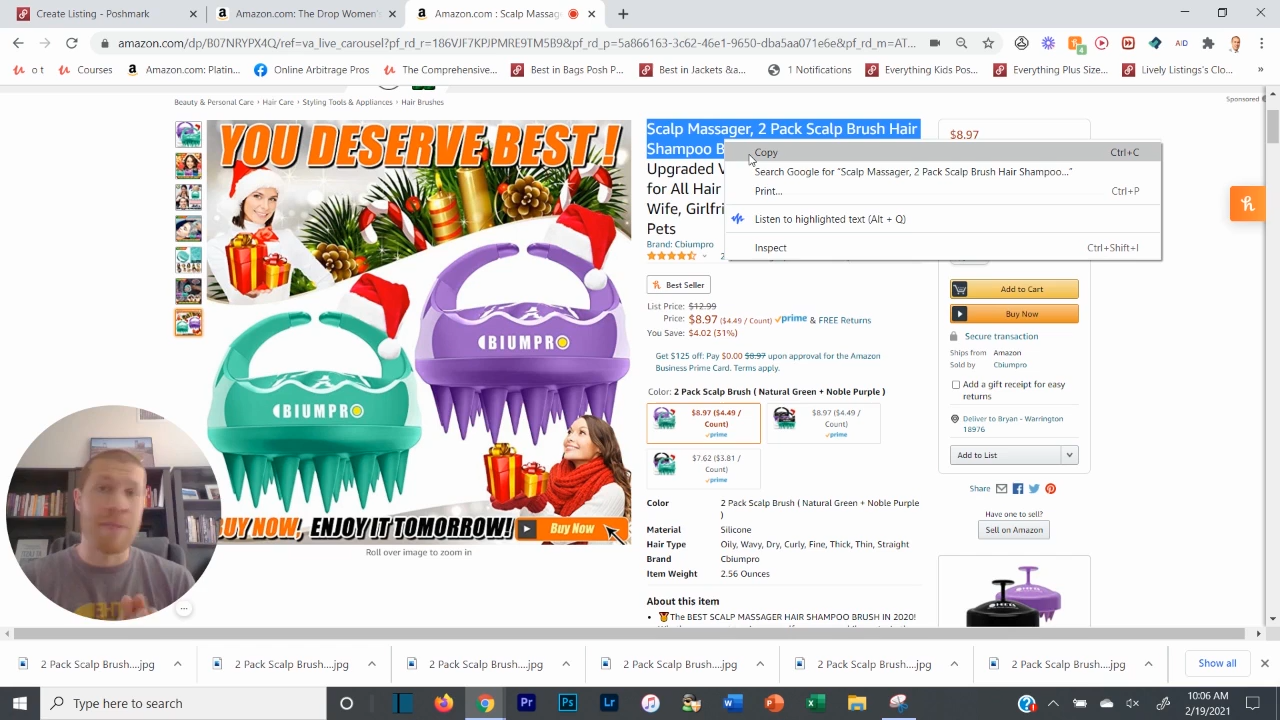 Create Listing - Poshmark
Amazon.com: The Drop Women's
Amazon.com : Scalp Massag
amazon.com/dp/B07NRYPX4Q/ref=va_live_carousel?pf_rd_r=186VJF7KPJPMRE9TM5B9&pf_rd_p=5a866163-3c62-46e1-9650-dba5aa071e6e&pf_rd_m=AT...
4
AID
o t
Courses
Amazon.com: Platin...
Online Arbitrage Pros
The Comprehensive...
Best in Bags Posh P...
Best in Jackets &a...
1 Notifications
Everything Kids Fas...
Everything Plus Size...
Lively Listings's Clo...
»
Beauty & Personal Care › Hair Care › Styling Tools & Appliances › Hair Brushes
Sponsored
YOU DESERVE BEST !
BIUMPRO
BIUMPRO
BUY NOW, ENJOY IT TOMORROW!
Buy Now
Roll over image to zoom in
Scalp Massager, 2 Pack Scalp Brush Hair
Shampoo B
Upgraded V
for All Hair
Wife, Girlfri
Pets
Brand: Cbiumpro
Copy Ctrl+C
Search Google for "Scalp Massager, 2 Pack Scalp Brush Hair Shampoo..."
Print... Ctrl+P
Listen to highlighted text (Alt + Q)
Inspect Ctrl+Shift+I
Best Seller
List Price: $12.99
Price: $8.97 ($4.49 / Count) prime & FREE Returns
You Save: $4.02 (31%)
Get $125 off: Pay $0.00 $8.97 upon approval for the Amazon
Business Prime Card. Terms apply.
Color: 2 Pack Scalp Brush ( Natural Green + Noble Purple )
$8.97 ($4.49 /
Count)
prime
$8.97 ($4.49 /
Count)
prime
$7.62 ($3.81 /
Count)
prime
Color 2 Pack Scalp Brush ( Natural Green + Noble Purple
)
Material Silicone
Hair Type Oily, Wavy, Dry, Curly, Fine, Thick, Thin, Straight
Brand Cbiumpro
Item Weight 2.56 Ounces
About this item
The BEST SCALP MASSAGER HAIR SHAMPOO BRUSH IN 2020!
$8.97
Add to Cart
Buy Now
Secure transaction
Ships from Amazon
Sold by Cbiumpro
Add a gift receipt for easy
returns
Deliver to Bryan - Warrington
18976
Add to List
Share
Have one to sell?
Sell on Amazon
2 Pack Scalp Brush....jpg
2 Pack Scalp Brush....jpg
2 Pack Scalp Brush....jpg
2 Pack Scalp Brush....jpg
2 Pack Scalp Brush....jpg
2 Pack Scalp Brush....jpg
Show all
Type here to search
Pr
Ps
Lr
10:06 AM
2/19/2021